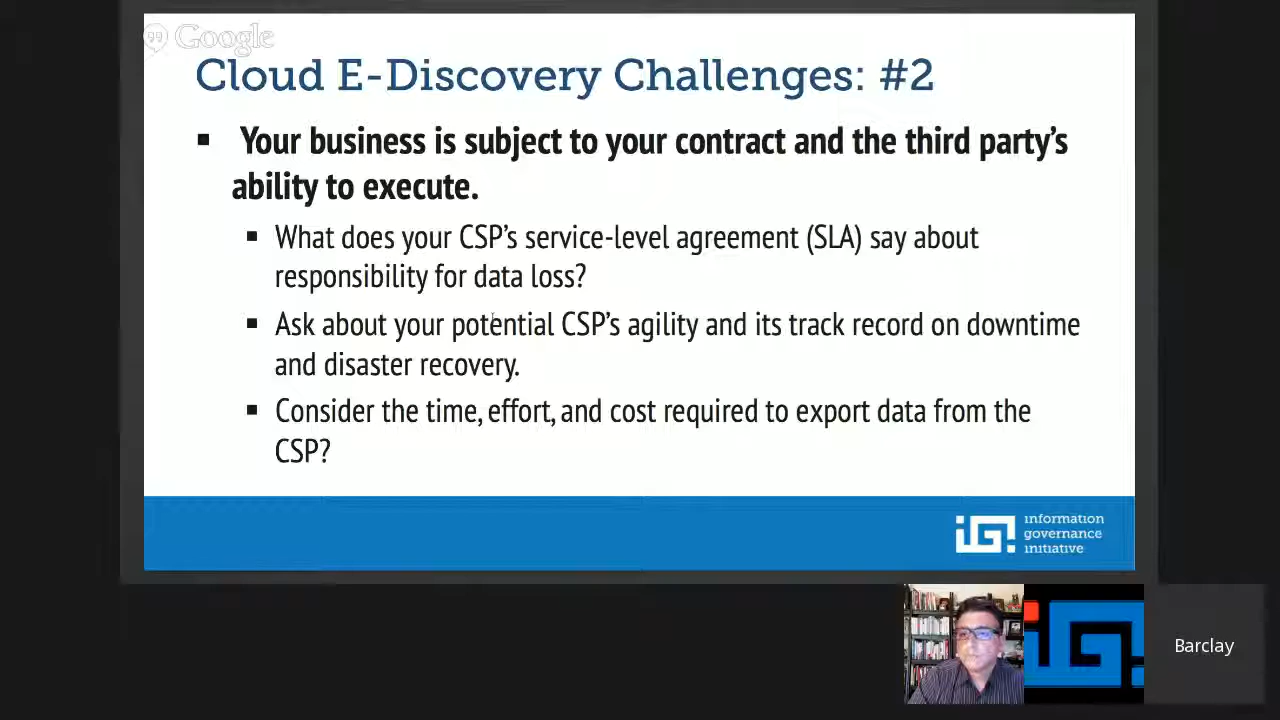 Google
Cloud E-Discovery Challenges: #2
▪ Your business is subject to your contract and the third party’s
ability to execute.
▪ What does your CSP’s service-level agreement (SLA) say about
responsibility for data loss?
▪ Ask about your potential CSP’s agility and its track record on downtime
and disaster recovery.
▪ Consider the time, effort, and cost required to export data from the
CSP?
iG!
information
governance
initiative
iG!
Barclay